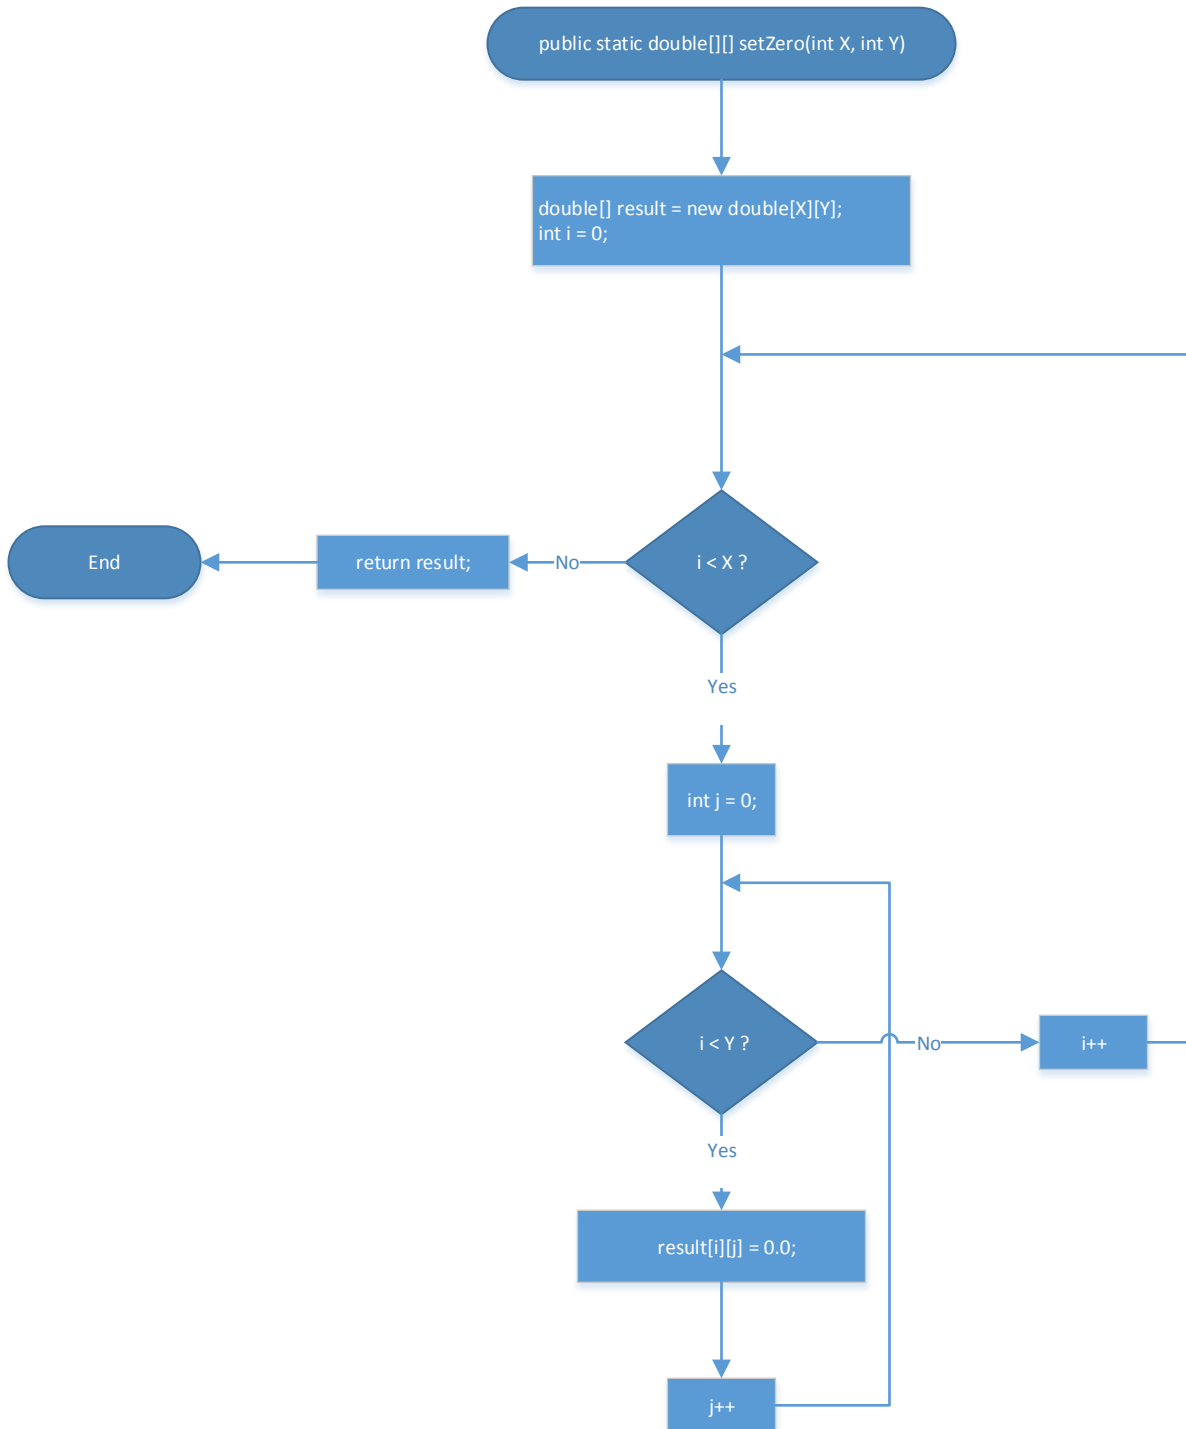 public static double[][] setZero(int X, int Y)
double[] result = new double[X][Y];
int i = 0;
i < X ?
No
return result;
End
Yes
int j = 0;
i < Y ?
No
i++
Yes
result[i][j] = 0.0;
j++